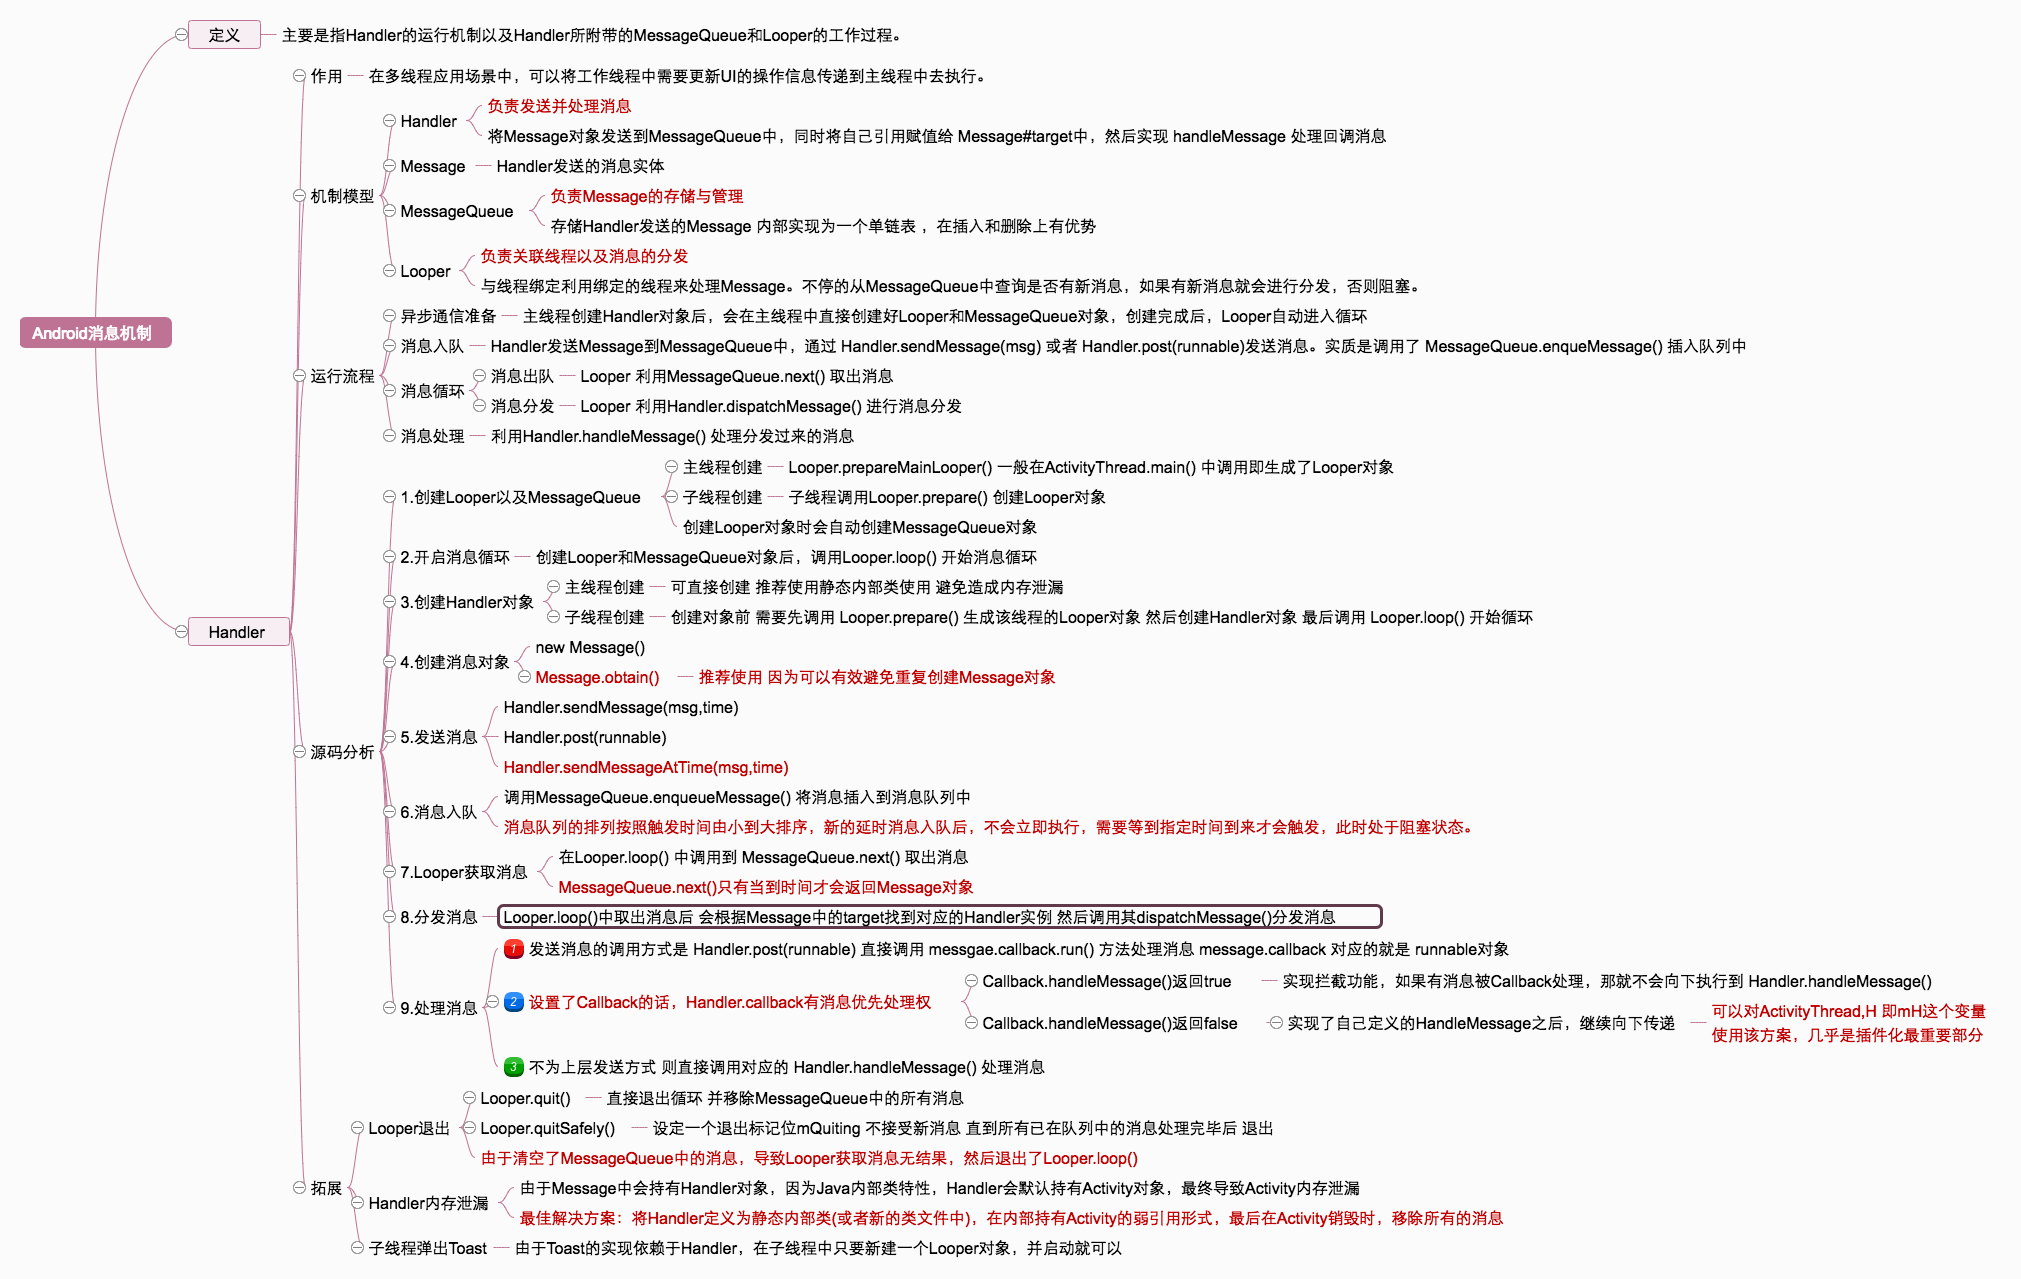 定义
主要是指Handler的运行机制以及Handler所附带的MessageQueue和Looper的工作过程。
作用
在多线程应用场景中，可以将工作线程中需要更新UI的操作信息传递到主线程中去执行。
机制模型
Handler
负责发送并处理消息
将Message对象发送到MessageQueue中，同时将自己引用赋值给 Message#target中，然后实现 handleMessage 处理回调消息
Message
Handler发送的消息实体
MessageQueue
负责Message的存储与管理
存储Handler发送的Message 内部实现为一个单链表 ，在插入和删除上有优势
Looper
负责关联线程以及消息的分发
与线程绑定利用绑定的线程来处理Message。不停的从MessageQueue中查询是否有新消息，如果有新消息就会进行分发，否则阻塞。
Android消息机制
运行流程
异步通信准备
主线程创建Handler对象后，会在主线程中直接创建好Looper和MessageQueue对象，创建完成后，Looper自动进入循环
消息入队
Handler发送Message到MessageQueue中，通过 Handler.sendMessage(msg) 或者 Handler.post(runnable)发送消息。实质是调用了 MessageQueue.enqueMessage() 插入队列中
消息循环
消息出队
Looper 利用MessageQueue.next() 取出消息
消息分发
Looper 利用Handler.dispatchMessage() 进行消息分发
消息处理
利用Handler.handleMessage() 处理分发过来的消息
Handler
源码分析
1.创建Looper以及MessageQueue
主线程创建
Looper.prepareMainLooper() 一般在ActivityThread.main() 中调用即生成了Looper对象
子线程创建
子线程调用Looper.prepare() 创建Looper对象
创建Looper对象时会自动创建MessageQueue对象
2.开启消息循环
创建Looper和MessageQueue对象后，调用Looper.loop() 开始消息循环
3.创建Handler对象
主线程创建
可直接创建 推荐使用静态内部类使用 避免造成内存泄漏
子线程创建
创建对象前 需要先调用 Looper.prepare() 生成该线程的Looper对象 然后创建Handler对象 最后调用 Looper.loop() 开始循环
4.创建消息对象
new Message()
Message.obtain()
推荐使用 因为可以有效避免重复创建Message对象
5.发送消息
Handler.sendMessage(msg,time)
Handler.post(runnable)
Handler.sendMessageAtTime(msg,time)
6.消息入队
调用MessageQueue.enqueueMessage() 将消息插入到消息队列中
消息队列的排列按照触发时间由小到大排序，新的延时消息入队后，不会立即执行，需要等到指定时间到来才会触发，此时处于阻塞状态。
7.Looper获取消息
在Looper.loop() 中调用到 MessageQueue.next() 取出消息
MessageQueue.next()只有当到时间才会返回Message对象
8.分发消息
Looper.loop()中取出消息后 会根据Message中的target找到对应的Handler实例 然后调用其dispatchMessage()分发消息
9.处理消息
1 发送消息的调用方式是 Handler.post(runnable) 直接调用 messgae.callback.run() 方法处理消息 message.callback 对应的就是 runnable对象
2 设置了Callback的话，Handler.callback有消息优先处理权
Callback.handleMessage()返回true
实现拦截功能，如果有消息被Callback处理，那就不会向下执行到 Handler.handleMessage()
Callback.handleMessage()返回false
实现了自己定义的HandleMessage之后，继续向下传递
可以对ActivityThread,H 即mH这个变量
使用该方案，几乎是插件化最重要部分
3 不为上层发送方式 则直接调用对应的 Handler.handleMessage() 处理消息
拓展
Looper退出
Looper.quit()
直接退出循环 并移除MessageQueue中的所有消息
Looper.quitSafely()
设定一个退出标记位mQuiting 不接受新消息 直到所有已在队列中的消息处理完毕后 退出
由于清空了MessageQueue中的消息，导致Looper获取消息无结果，然后退出了Looper.loop()
Handler内存泄漏
由于Message中会持有Handler对象，因为Java内部类特性，Handler会默认持有Activity对象，最终导致Activity内存泄漏
最佳解决方案：将Handler定义为静态内部类(或者新的类文件中)，在内部持有Activity的弱引用形式，最后在Activity销毁时，移除所有的消息
子线程弹出Toast
由于Toast的实现依赖于Handler，在子线程中只要新建一个Looper对象，并启动就可以